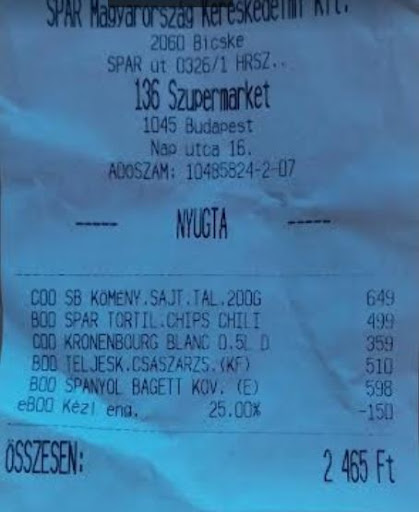 SPAR Magyarország Kereskedelmi Kft.
2060 Bicske
SPAR út 0326/1 HRSZ..
136 Szupermarket
1045 Budapest
Nap utca 16.
ADÓSZÁM: 10485824-2-07
----- NYUGTA -----
C00 SB KÖMÉNY.SAJT.TAL.200G 649
B00 SPAR TORTIL.CHIPS CHILI 499
C00 KRONENBOURG BLANC 0.5L D 359
B00 TELJESK.CSÁSZÁRZS.(KF) 510
B00 SPANYOL BAGETT KOV. (E) 598
eB00 Kézi eng. 25.00% -150
ÖSSZESEN: 2 465 Ft